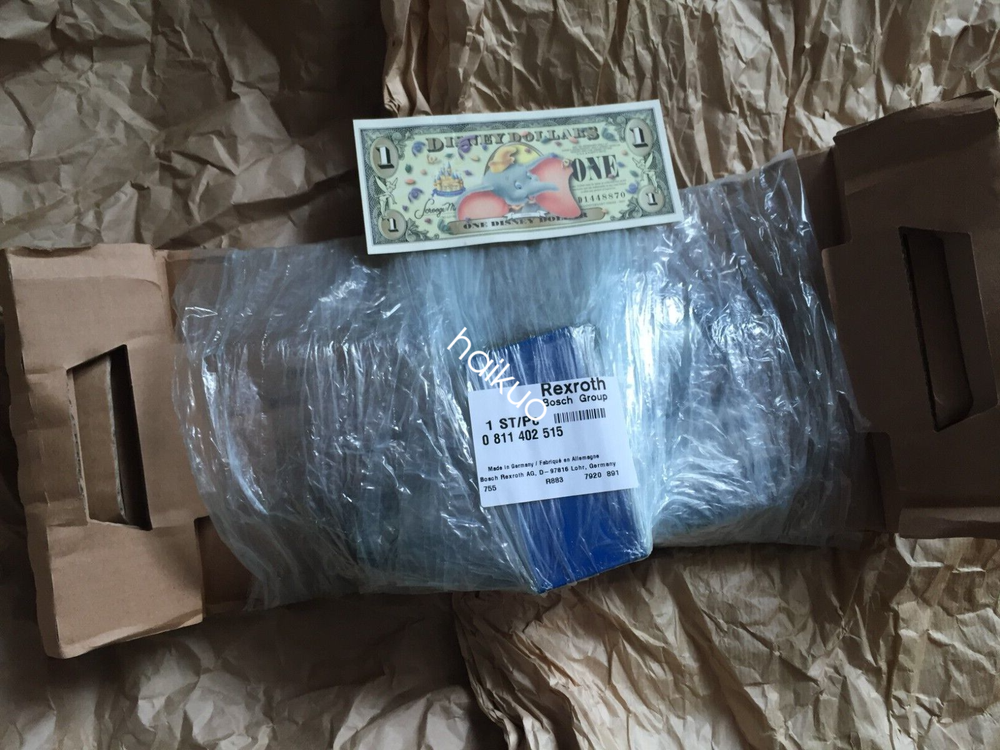 1 DISNEY DOLLARS 1
ONE
D1448870
1 ONE DISNEY DOLLAR 1
haikuo
Rexroth
Bosch Group
1 ST/PC
0 811 402 515
Made in Germany / Fabriqué en Allemagne
Bosch Rexroth AG, D-97816 Lohr, Germany
755 R883 7920 891